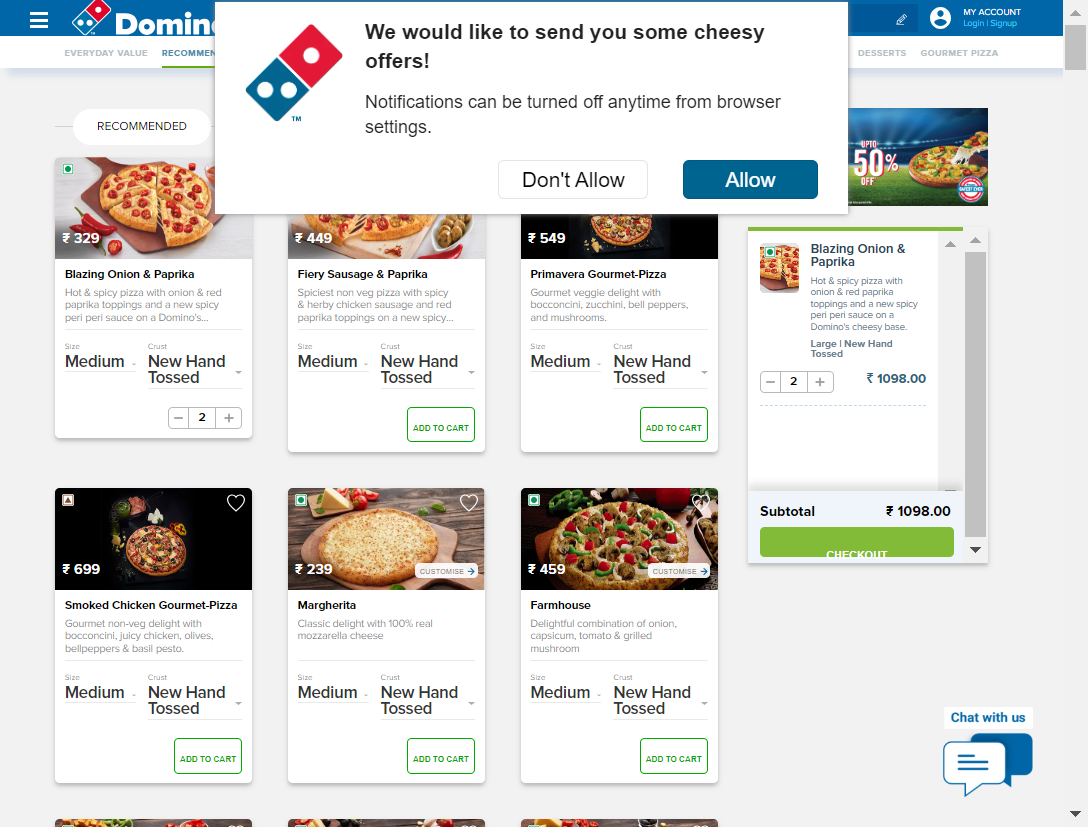 Domino
MY ACCOUNT
Login | Signup
EVERYDAY VALUE
DESSERTS
GOURMET PIZZA
We would like to send you some cheesy
offers!
Notifications can be turned off anytime from browser
settings.
TM
Don't Allow
Allow
RECOMMENDED
UPTO
50%
OFF*
₹ 329
Blazing Onion & Paprika
Hot & spicy pizza with onion & red
paprika toppings and a new spicy
peri peri sauce on a Domino's...
Size
Crust
Medium
New Hand
Tossed
− 2 +
₹ 449
Fiery Sausage & Paprika
Spiciest non veg pizza with spicy
& herby chicken sausage and red
paprika toppings on a new spicy...
Size
Crust
Medium
New Hand
Tossed
ADD TO CART
₹ 549
Primavera Gourmet-Pizza
Gourmet veggie delight with
bocconcini, zucchini, bell peppers,
and mushrooms.
Size
Crust
Medium
New Hand
Tossed
ADD TO CART
Blazing Onion &
Paprika
Hot & spicy pizza with
onion & red paprika
toppings and a new spicy
peri peri sauce on a
Domino's cheesy base.
Large | New Hand
Tossed
− 2 +
₹ 1098.00
Subtotal
₹ 1098.00
CHECKOUT
₹ 699
Smoked Chicken Gourmet-Pizza
Gourmet non-veg delight with
bocconcini, juicy chicken, olives,
bellpeppers & basil pesto.
Size
Crust
Medium
New Hand
Tossed
ADD TO CART
₹ 239
CUSTOMISE
Margherita
Classic delight with 100% real
mozzarella cheese
Size
Crust
Medium
New Hand
Tossed
ADD TO CART
₹ 459
CUSTOMISE
Farmhouse
Delightful combination of onion,
capsicum, tomato & grilled
mushroom
Size
Crust
Medium
New Hand
Tossed
ADD TO CART
Chat with us